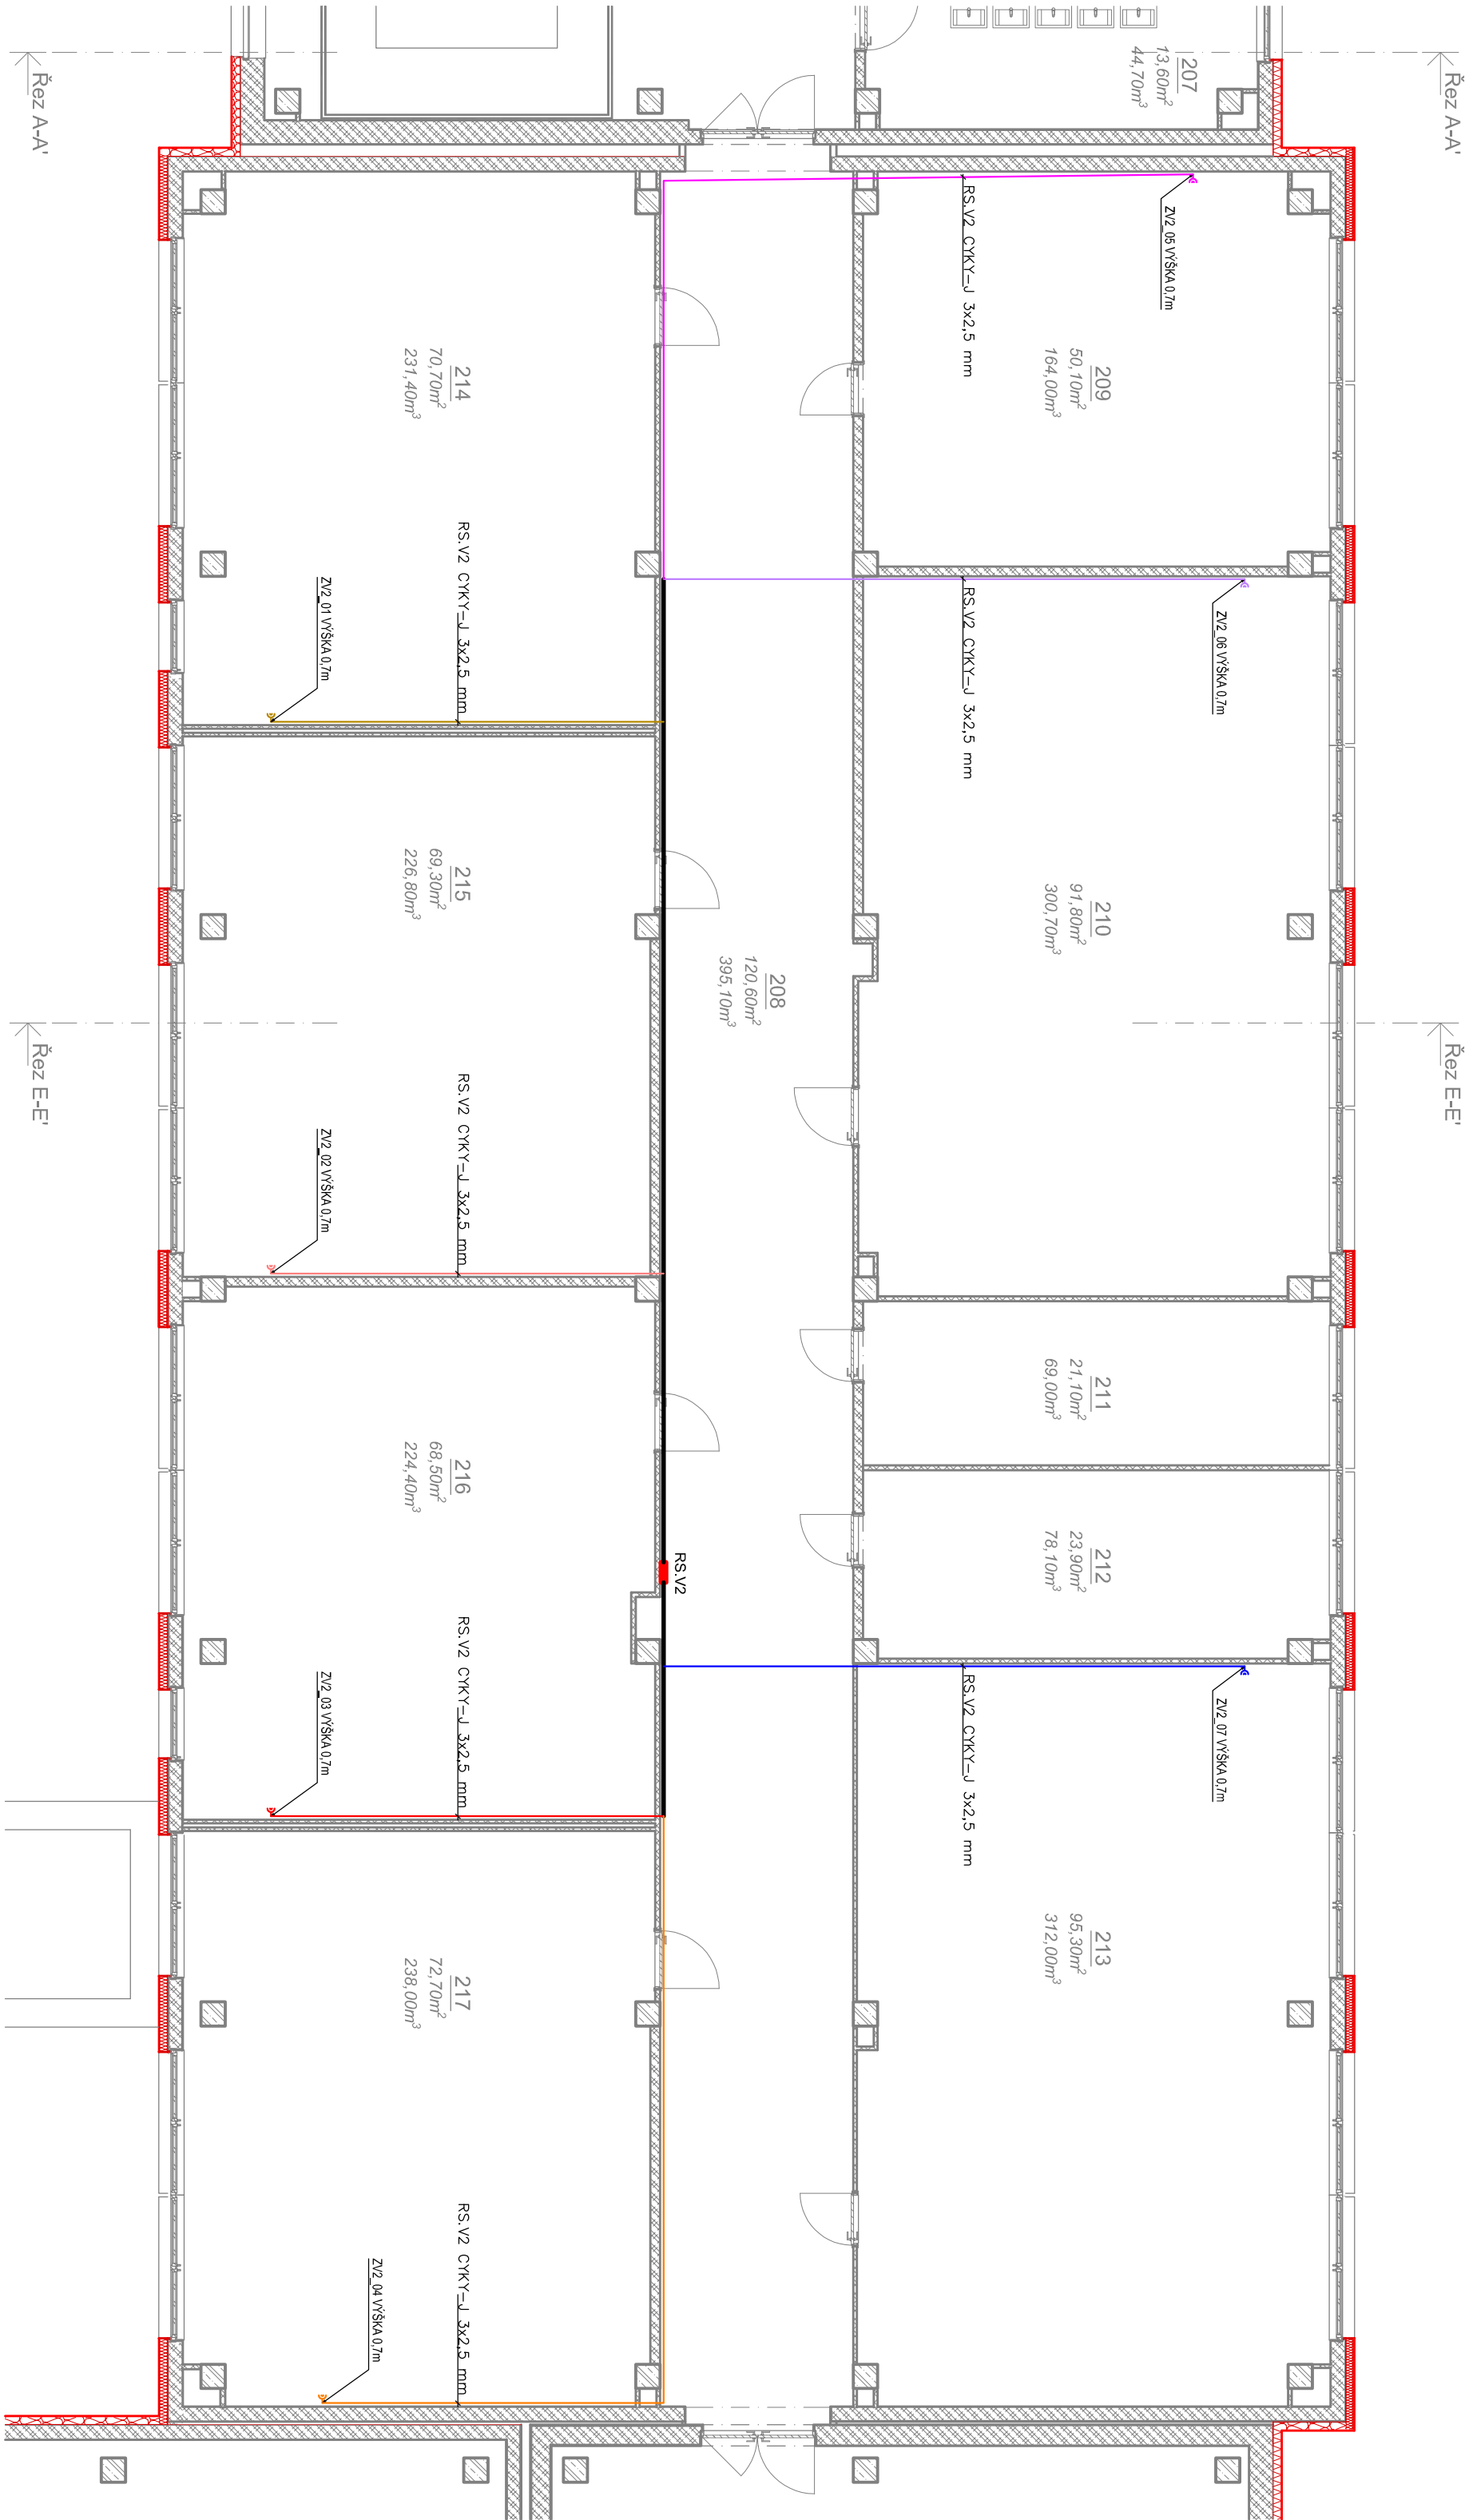 Řez A-A'
Řez A-A'
207
13,60m²
44,70m³
RS.V2 CYKY-J 3x2,5 mm
ZV2_05 VÝŠKA 0,7m
209
50,10m²
164,00m³
214
70,70m²
231,40m³
RS.V2 CYKY-J 3x2,5 mm
ZV2_01 VÝŠKA 0,7m
RS.V2 CYKY-J 3x2,5 mm
ZV2_06 VÝŠKA 0,7m
215
69,30m²
226,80m³
210
91,80m²
300,70m³
208
120,60m²
395,10m³
Řez E-E'
Řez E-E'
RS.V2 CYKY-J 3x2,5 mm
ZV2_02 VÝŠKA 0,7m
211
21,10m²
69,00m³
216
68,50m²
224,40m³
212
23,90m²
78,10m³
RS.V2
RS.V2 CYKY-J 3x2,5 mm
ZV2_03 VÝŠKA 0,7m
RS.V2 CYKY-J 3x2,5 mm
ZV2_07 VÝŠKA 0,7m
213
95,30m²
312,00m³
217
72,70m²
238,00m³
RS.V2 CYKY-J 3x2,5 mm
ZV2_04 VÝŠKA 0,7m